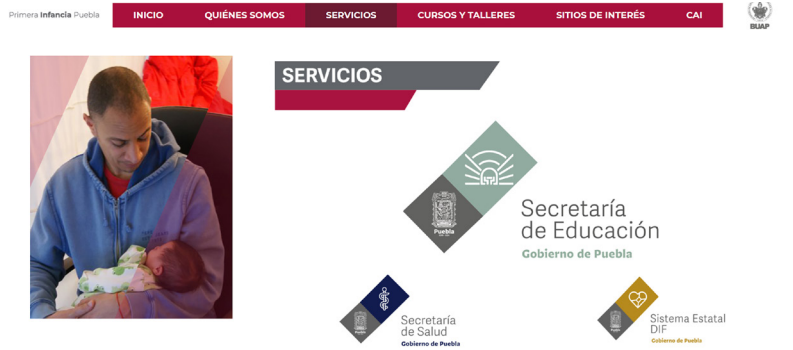 Primera Infancia Puebla
INICIO
QUIÉNES SOMOS
SERVICIOS
CURSOS Y TALLERES
SITIOS DE INTERÉS
CAI
BUAP
SERVICIOS
Puebla
Secretaría
de Educación
Gobierno de Puebla
Secretaría
de Salud
Gobierno de Puebla
Sistema Estatal
DIF
Gobierno de Puebla